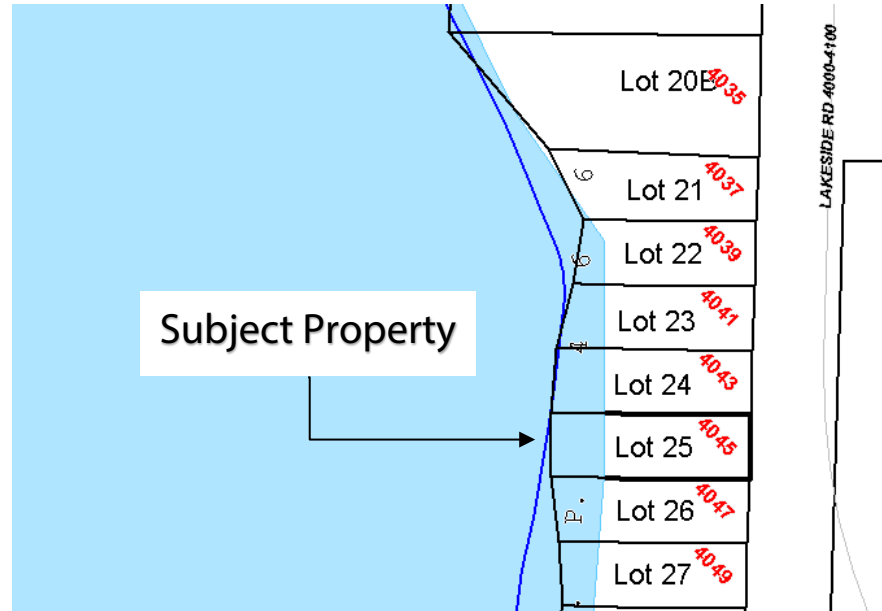 Lot 20B
4035
LAKESIDE RD 4000-4100
6
Lot 21
4037
6
Lot 22
4039
Subject Property
4
Lot 23
4041
Lot 24
4043
Lot 25
4045
P.
Lot 26
4047
Lot 27
4049